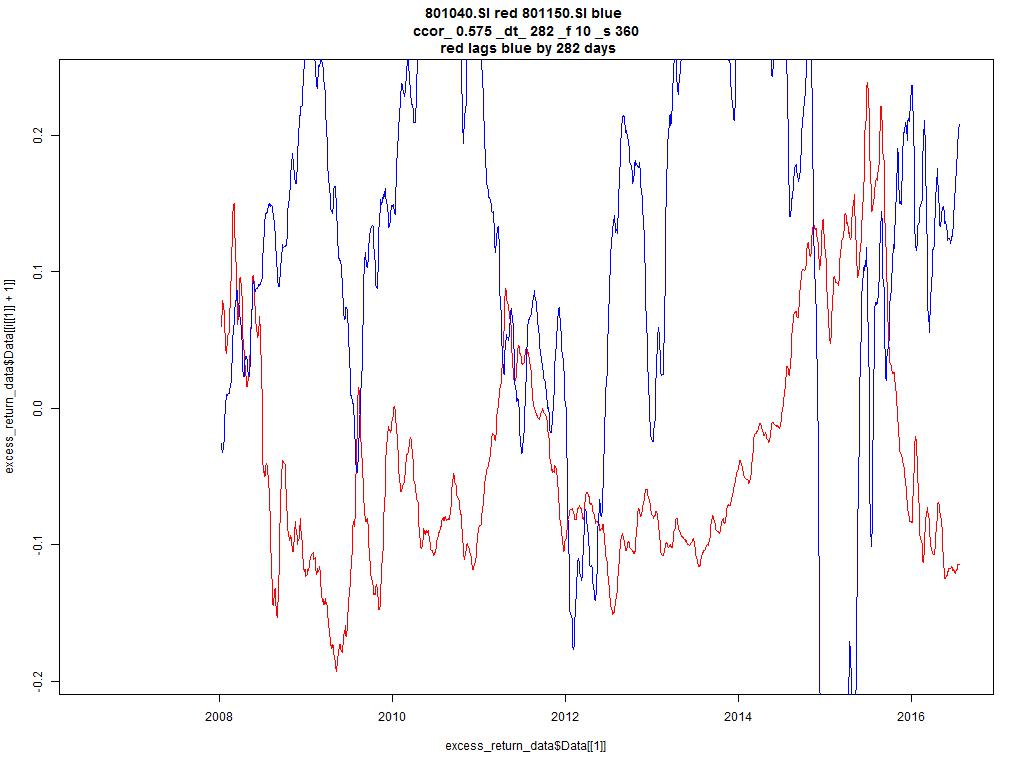 801040.SI red 801150.SI blue
ccor_ 0.575 _dt_ 282 _f 10 _s 360
red lags blue by 282 days
excess_return_data$Data[[i[[1]] + 1]]
0.2
0.1
0.0
-0.1
-0.2
2008
2010
2012
2014
2016
excess_return_data$Data[[1]]